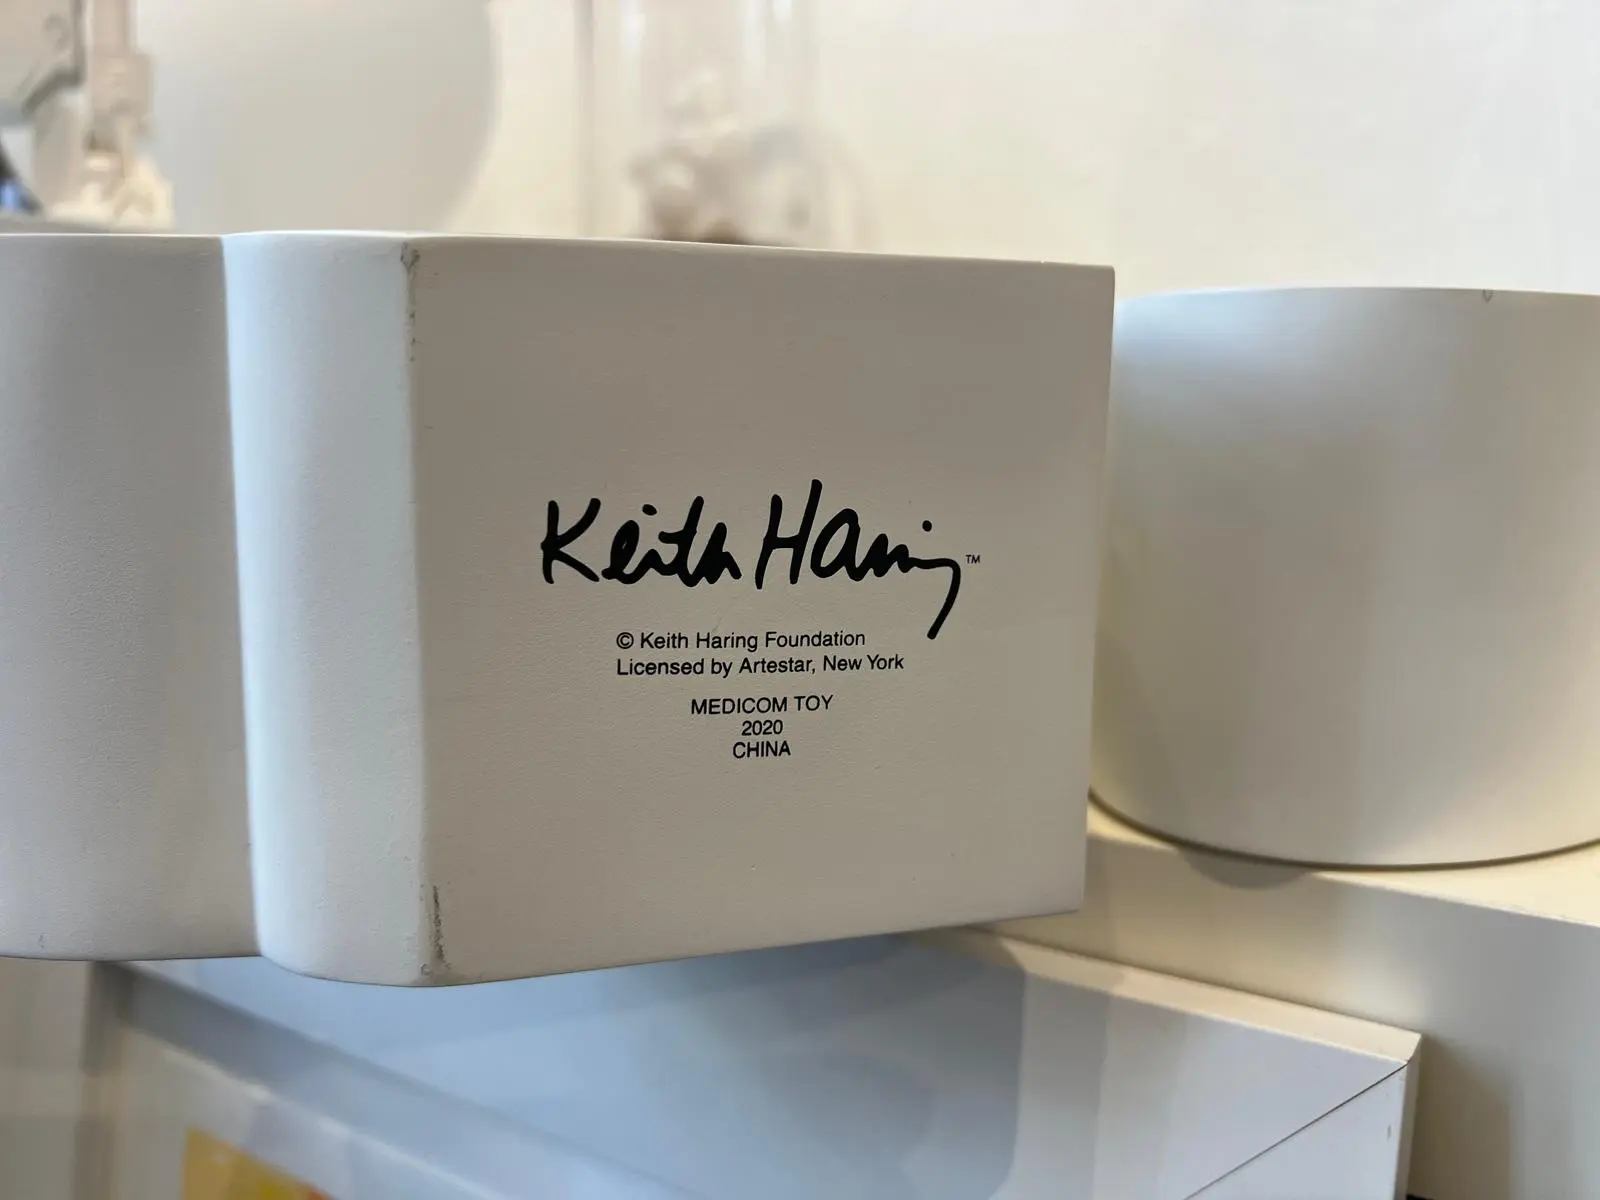 Keith Haring™
© Keith Haring Foundation
Licensed by Artestar, New York
MEDICOM TOY
2020
CHINA